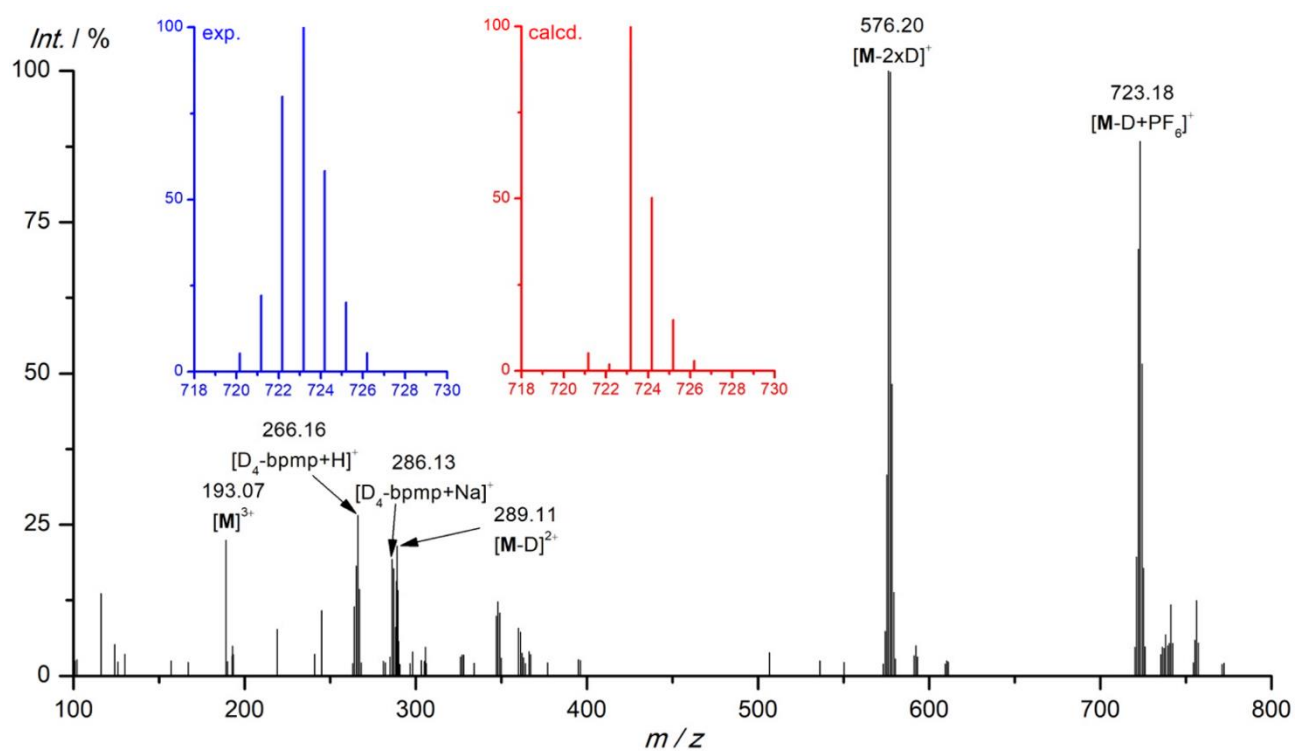 Int. / %
100
75
50
25
0
100 200 300 400 500 600 700 800
m / z
exp.
100
50
0
718 720 722 724 726 728 730
calcd.
100
50
0
718 720 722 724 726 728 730
576.20
[M-2xD]⁺
723.18
[M-D+PF₆]⁺
266.16
[D₄-bpmp+H]⁺
286.13
[D₄-bpmp+Na]⁺
193.07
[M]³⁺
289.11
[M-D]²⁺